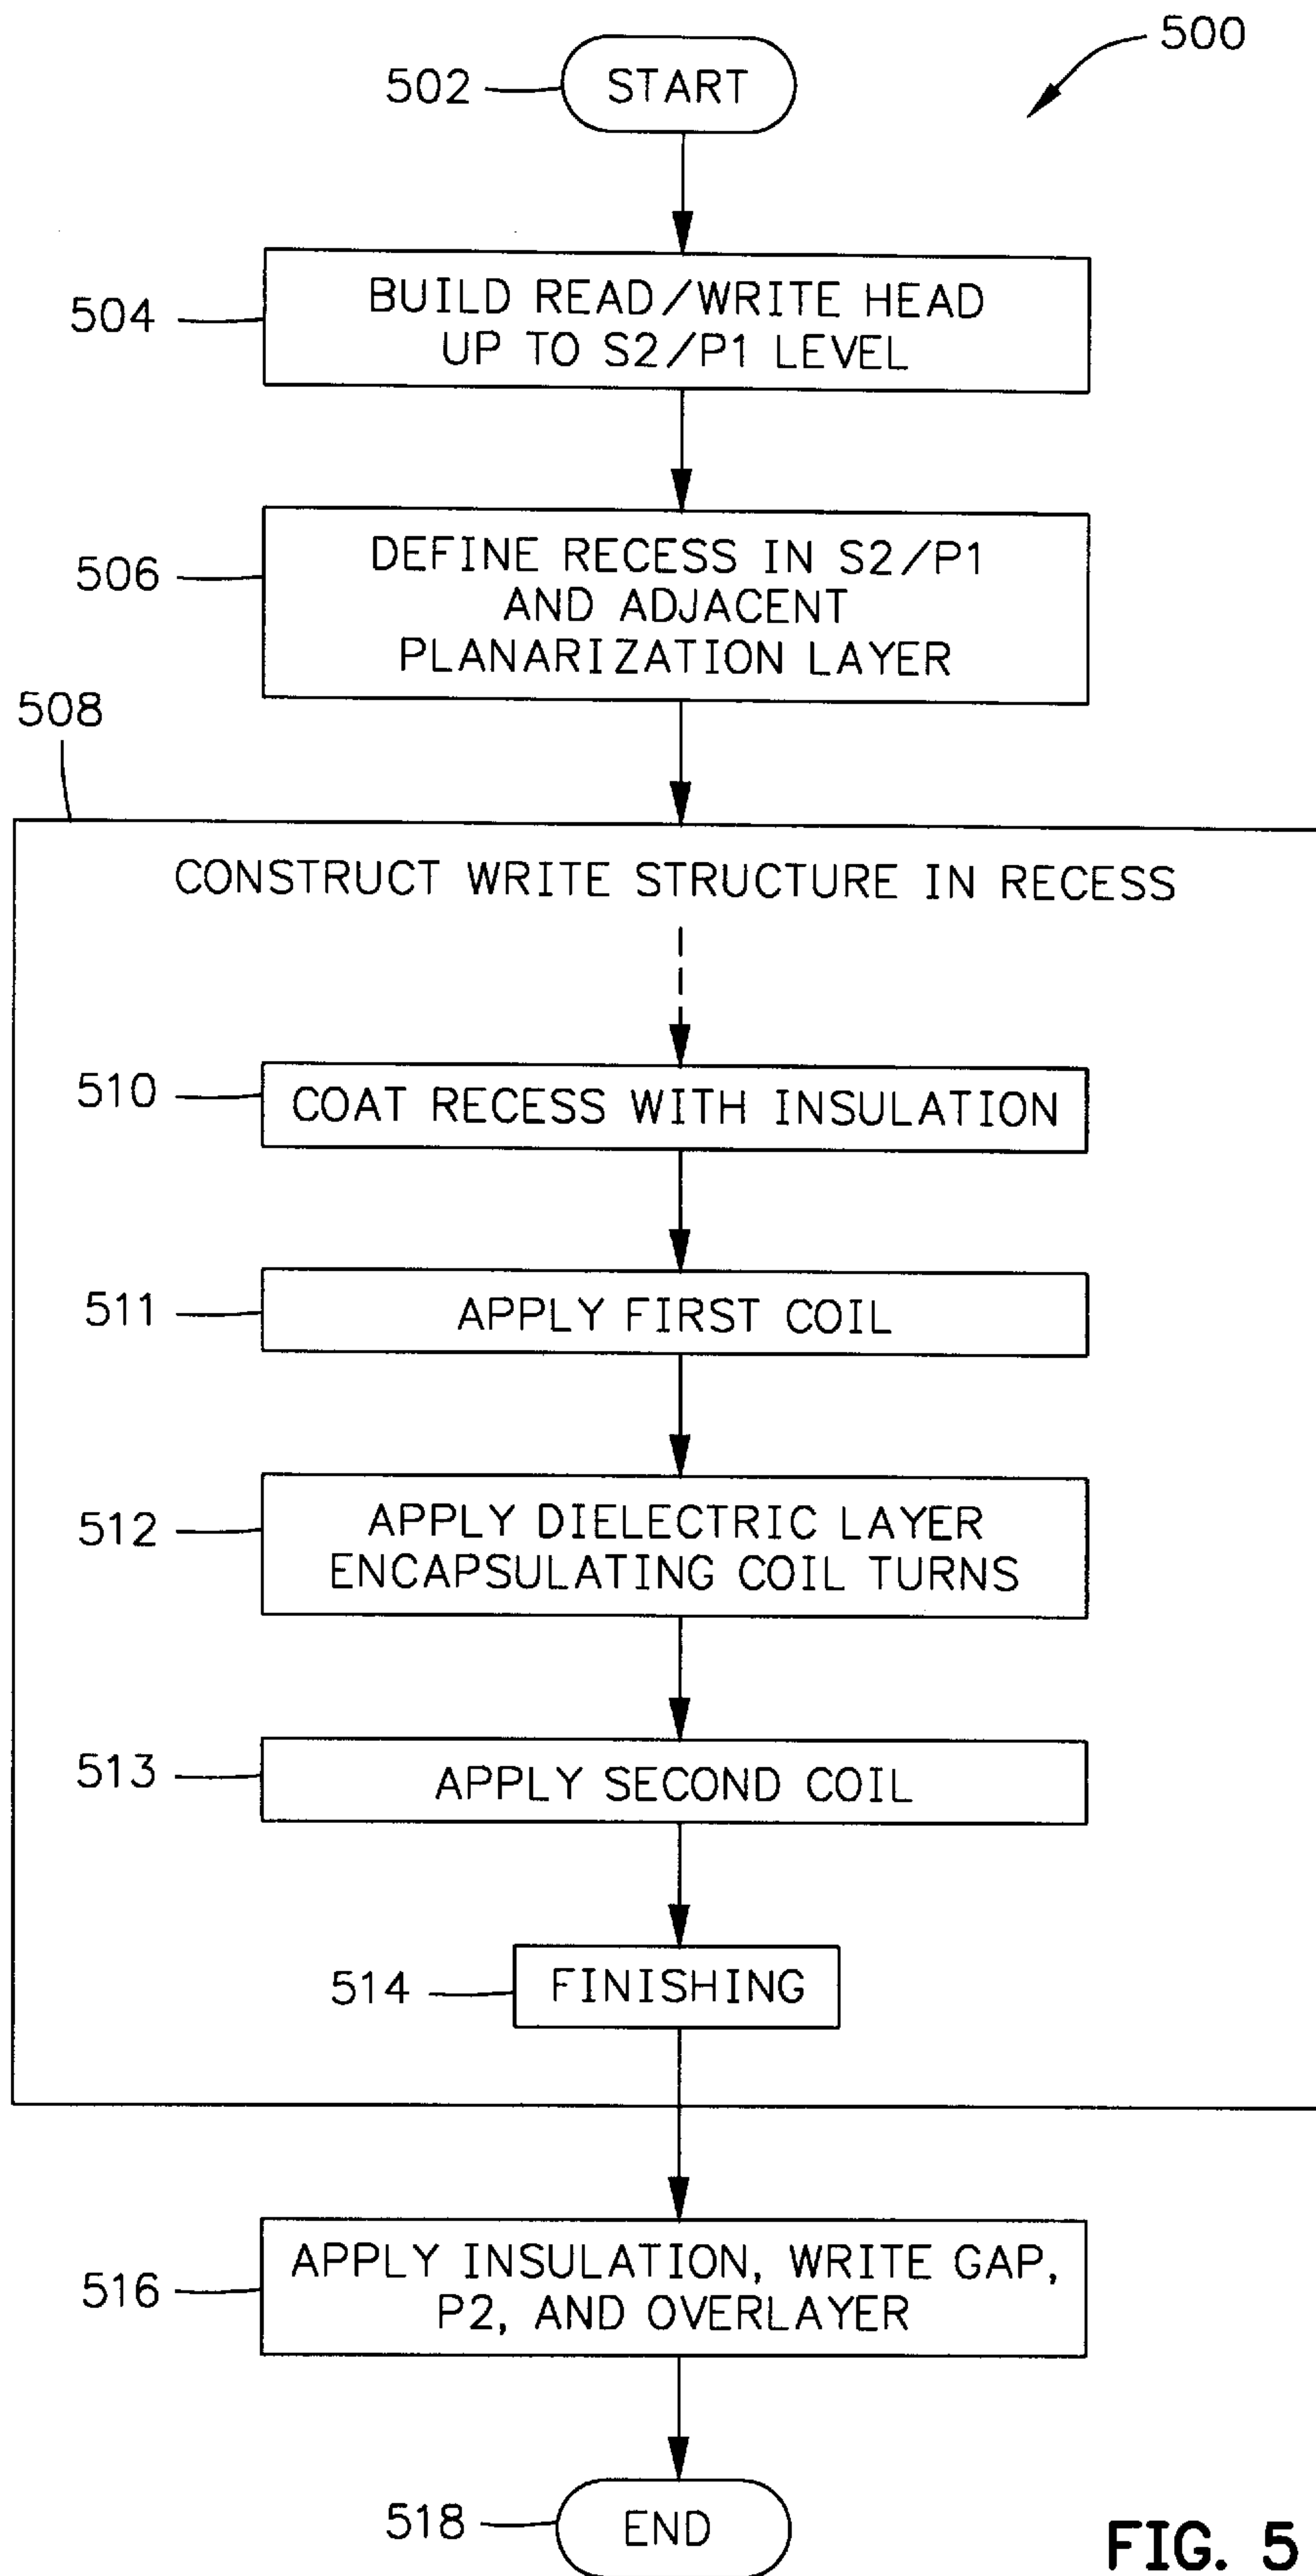 500
502
START
504
BUILD READ/WRITE HEAD
UP TO S2/P1 LEVEL
506
DEFINE RECESS IN S2/P1
AND ADJACENT
PLANARIZATION LAYER
508
CONSTRUCT WRITE STRUCTURE IN RECESS
510
COAT RECESS WITH INSULATION
511
APPLY FIRST COIL
512
APPLY DIELECTRIC LAYER
ENCAPSULATING COIL TURNS
513
APPLY SECOND COIL
514
FINISHING
516
APPLY INSULATION, WRITE GAP,
P2, AND OVERLAYER
518
END
FIG. 5